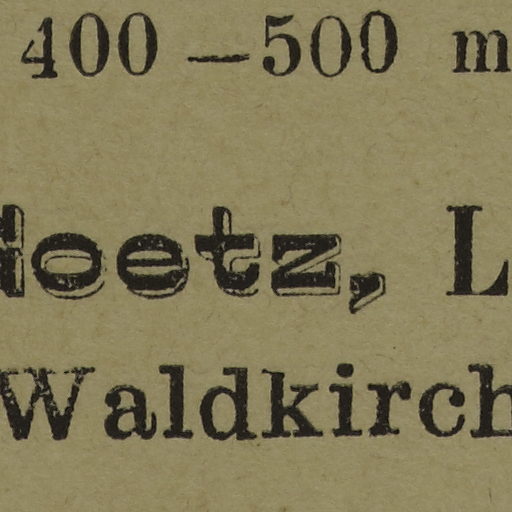 400—500 m
oetz, L
Waldkirch